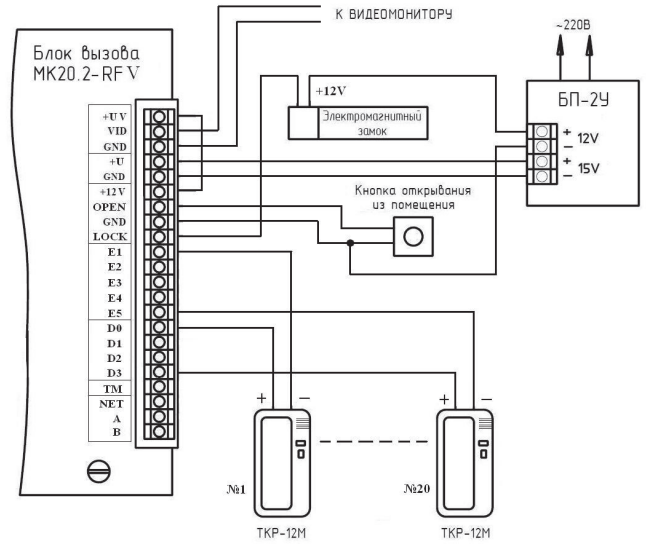 К ВИДЕОМОНИТОРУ
~220В
Блок вызова
МК20.2-RF V
БП-2У
+12V
Электромагнитный
замок
+ 12V
−
+ 15V
−
Кнопка открывания
из помещения
+U V
VID
GND
+U
GND
+12V
OPEN
GND
LOCK
E1
E2
E3
E4
E5
D0
D1
D2
D3
TM
NET
A
B
+ −
+ −
№1
№20
ТКР-12М
ТКР-12М